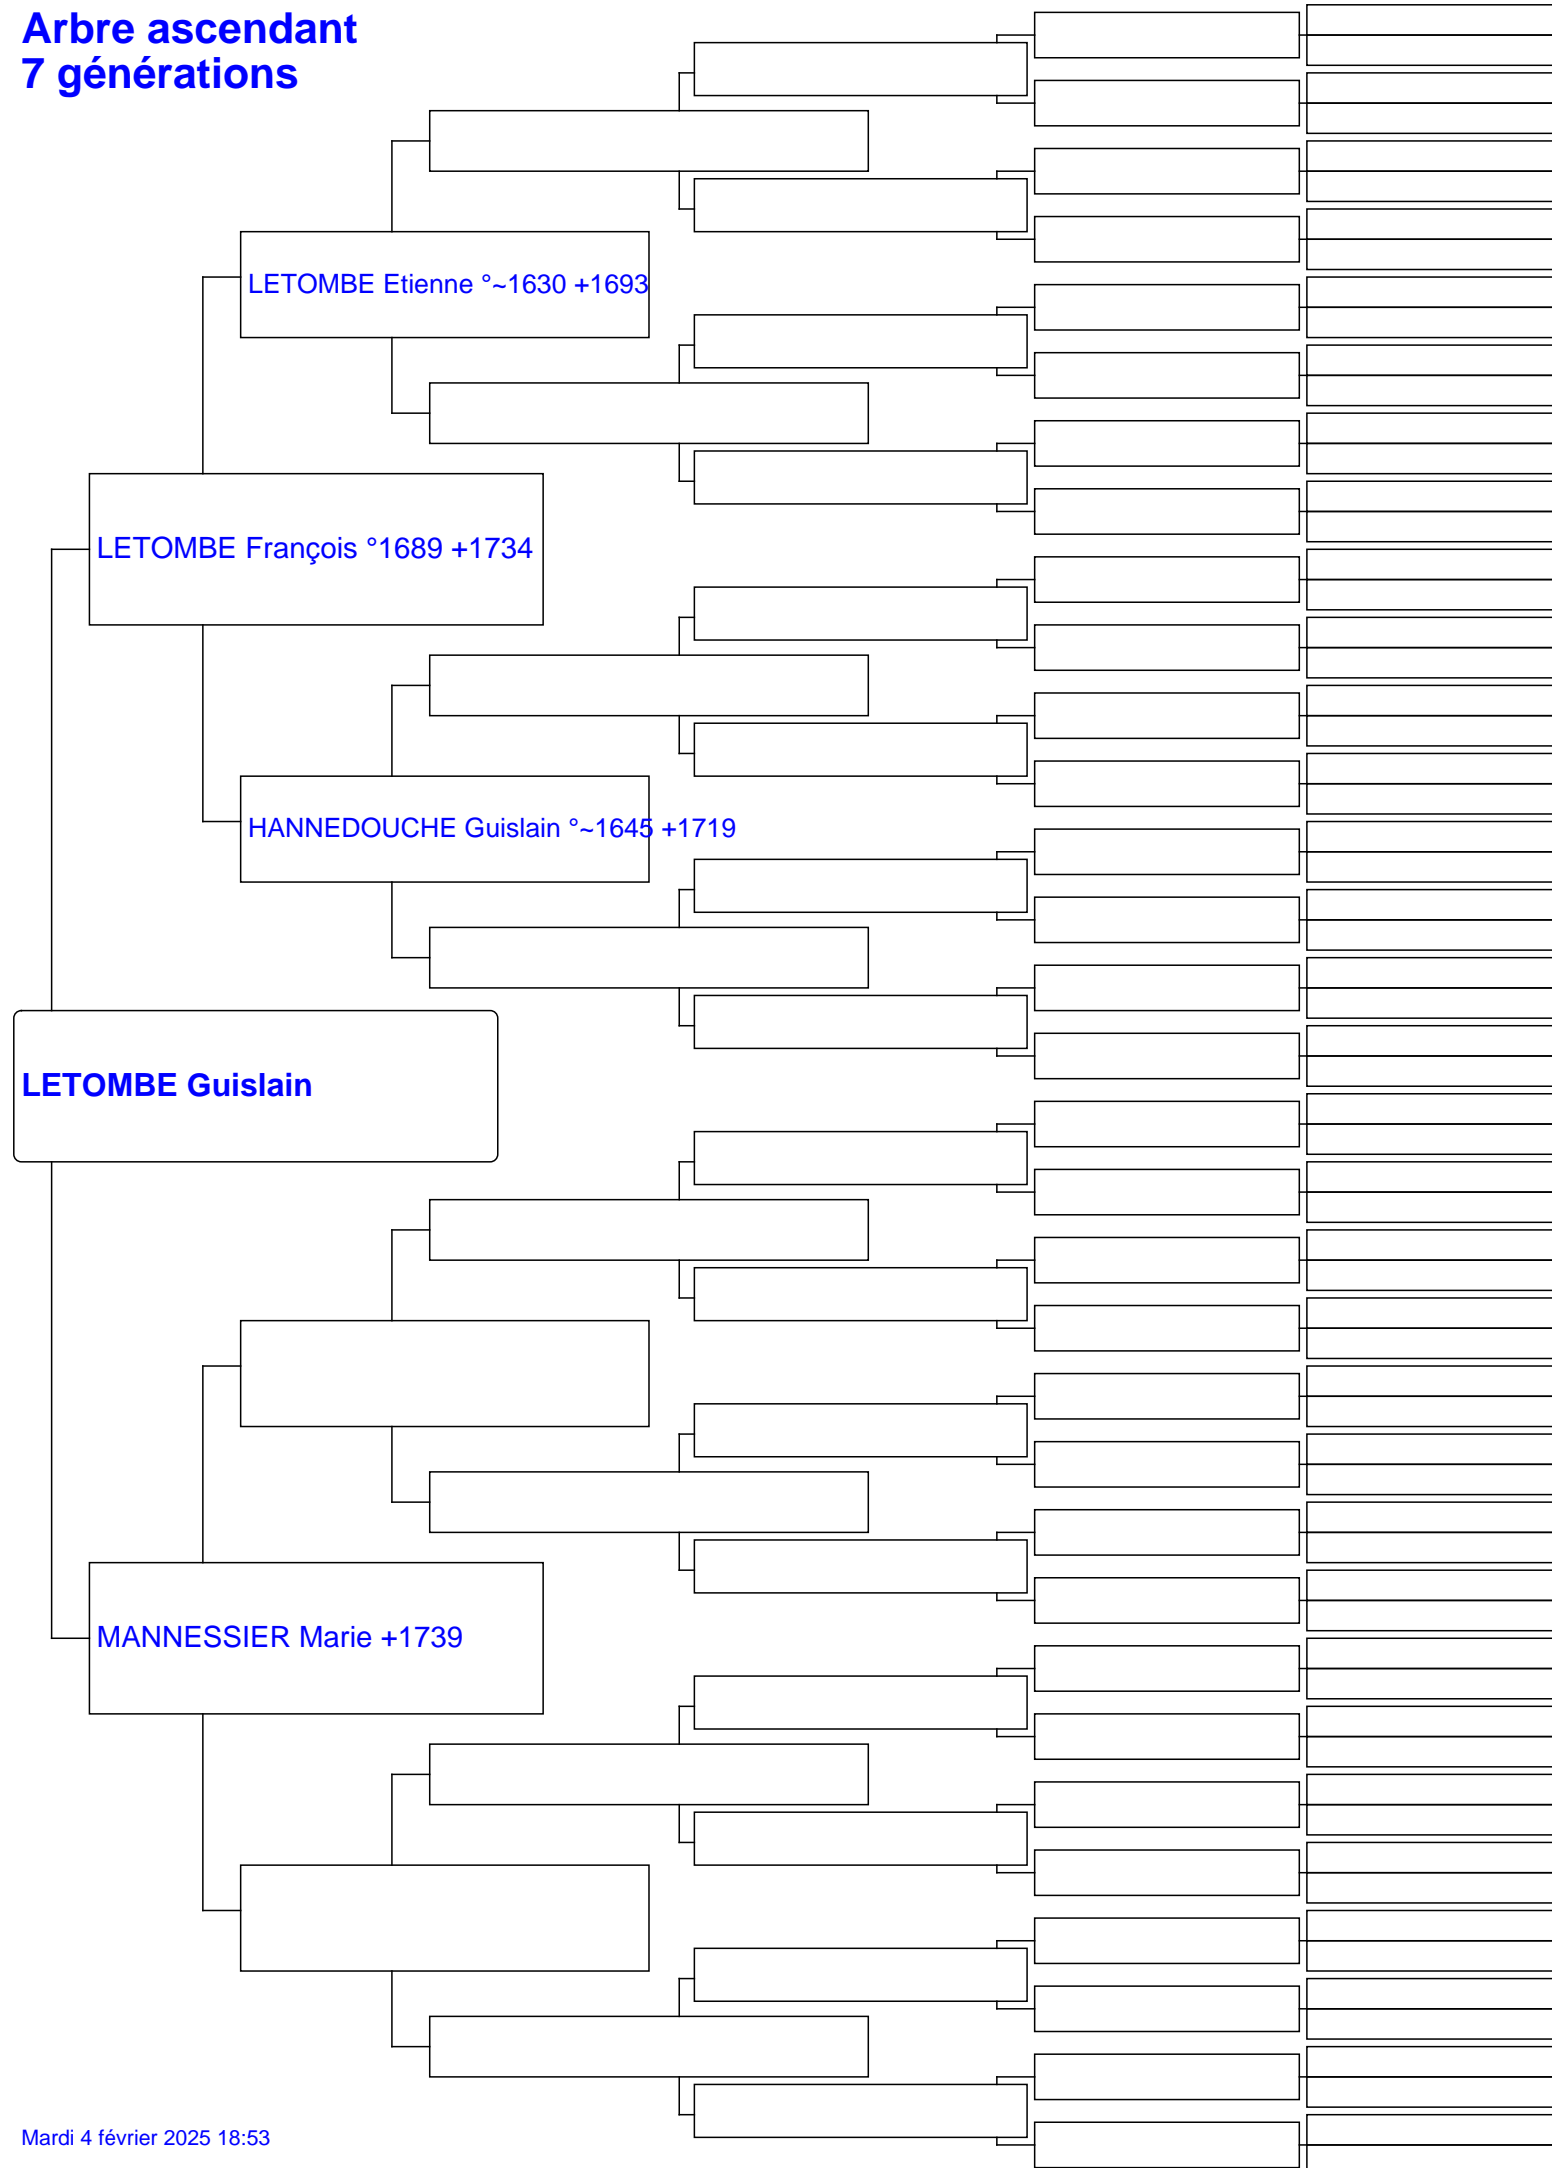 Arbre ascendant
7 générations
LETOMBE Etienne °~1630 +1693
LETOMBE François °1689 +1734
HANNEDOUCHE Guislain °~1645 +1719
LETOMBE Guislain
MANNESSIER Marie +1739
Mardi 4 février 2025 18:53